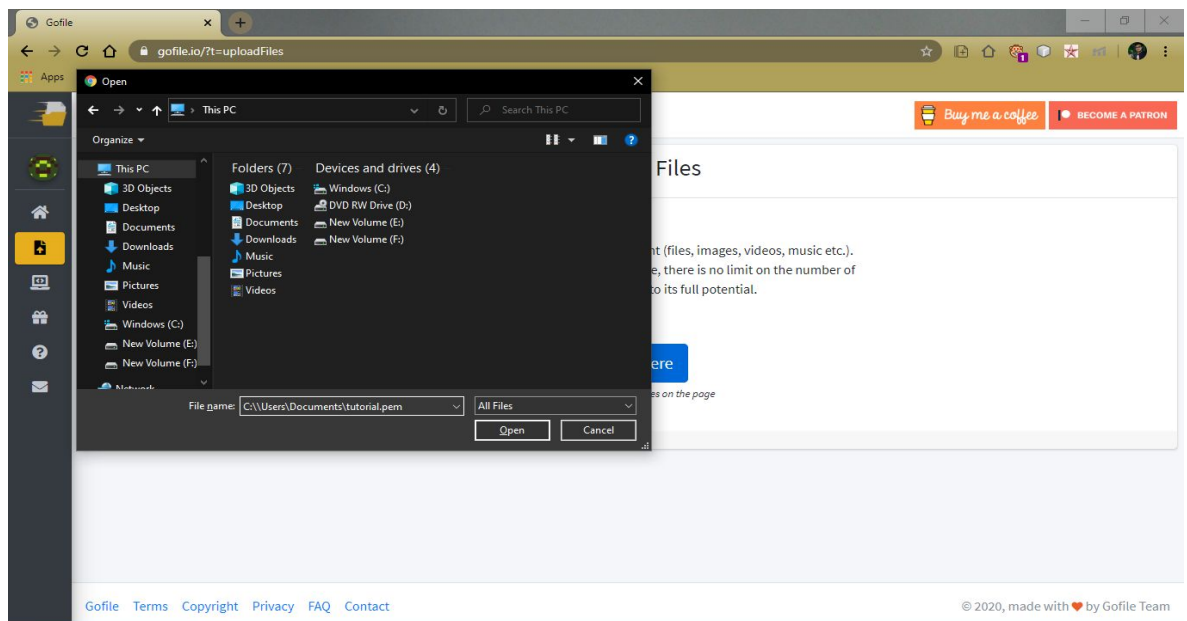 Gofile
gofile.io/?t=uploadFiles
1
Apps
Open
This PC
Search This PC
Organize
This PC
3D Objects
Desktop
Documents
Downloads
Music
Pictures
Videos
Windows (C:)
New Volume (E:)
New Volume (F:)
Network
Folders (7)
3D Objects
Desktop
Documents
Downloads
Music
Pictures
Videos
Devices and drives (4)
Windows (C:)
DVD RW Drive (D:)
New Volume (E:)
New Volume (F:)
File name: C:\\Users\Documents\tutorial.pem
All Files
Open Cancel
Buy me a coffee
BECOME A PATRON
Files
(files, images, videos, music etc.).
there is no limit on the number of
to its full potential.
ere
on the page
Gofile Terms Copyright Privacy FAQ Contact
© 2020, made with ❤ by Gofile Team